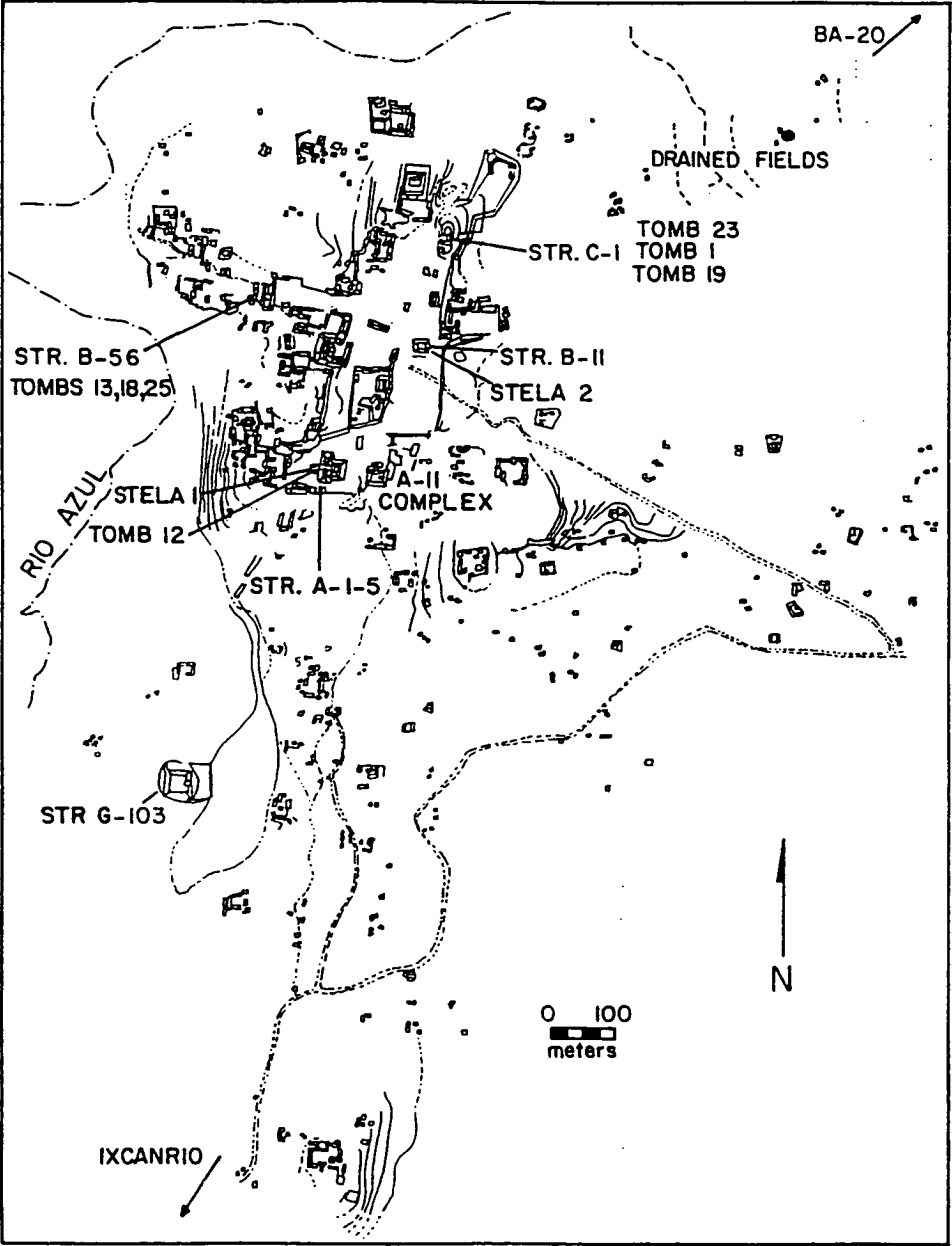 BA-20
DRAINED FIELDS
STR. C-1
TOMB 23
TOMB 1
TOMB 19
STR. B-56
TOMBS 13,18,25
STR. B-11
STELA 2
STELA 1
TOMB 12
A-11
COMPLEX
RIO AZUL
STR. A-1-5
STR G-103
N
0 100
meters
IXCANRIO